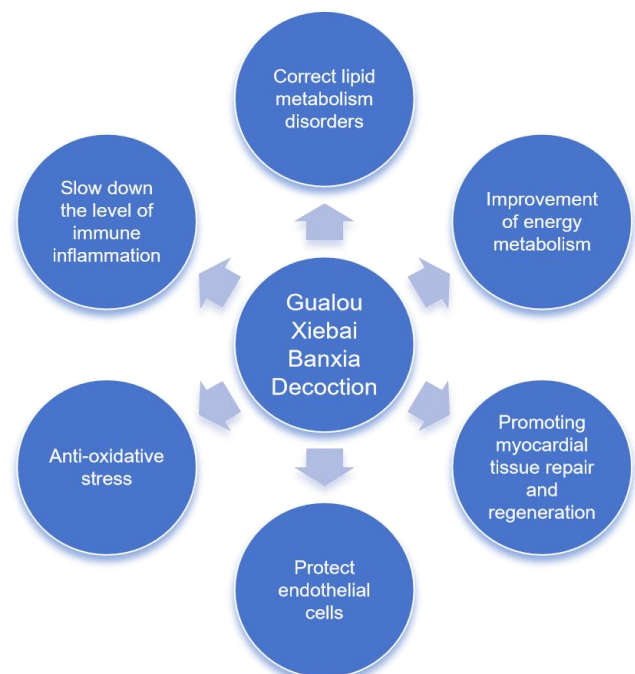 Correct lipid
metabolism
disorders
Slow down
the level of
immune
inflammation
Improvement
of energy
metabolism
Gualou
Xiebai
Banxia
Decoction
Anti-oxidative
stress
Promoting
myocardial
tissue repair
and
regeneration
Protect
endothelial
cells